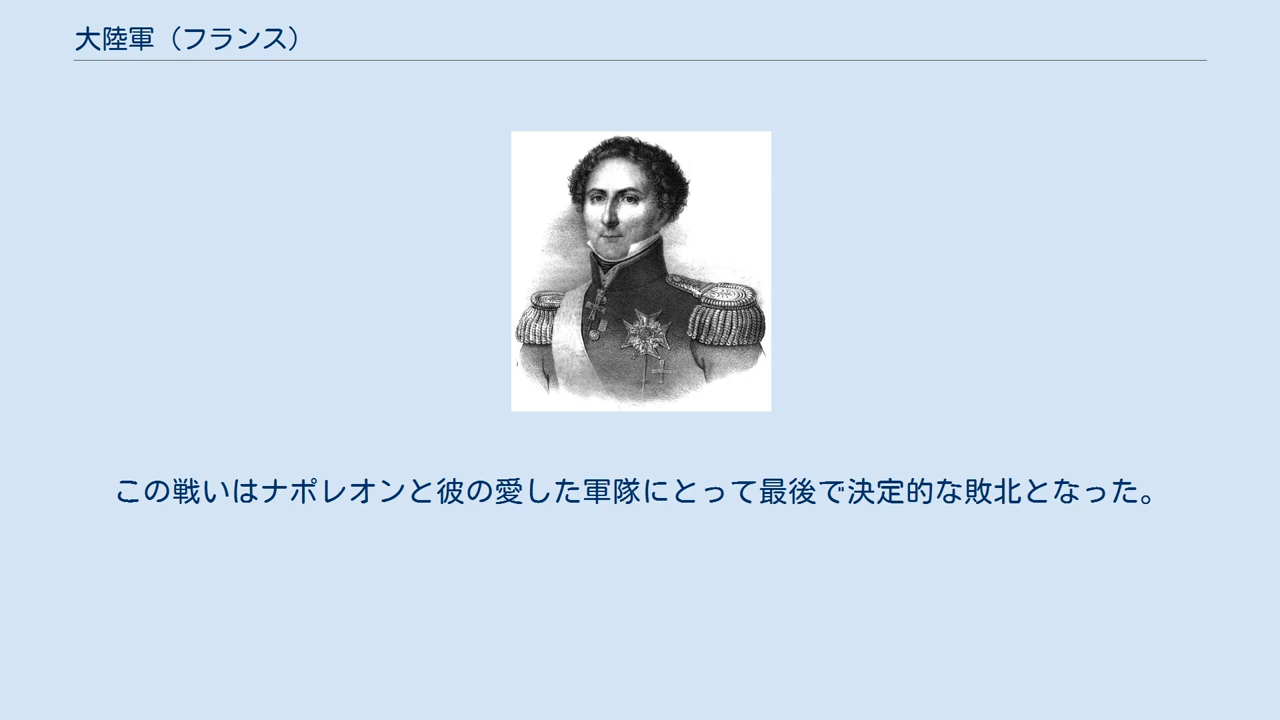 大陸軍（フランス）
この戦いはナポレオンと彼の愛した軍隊にとって最後で決定的な敗北となった。